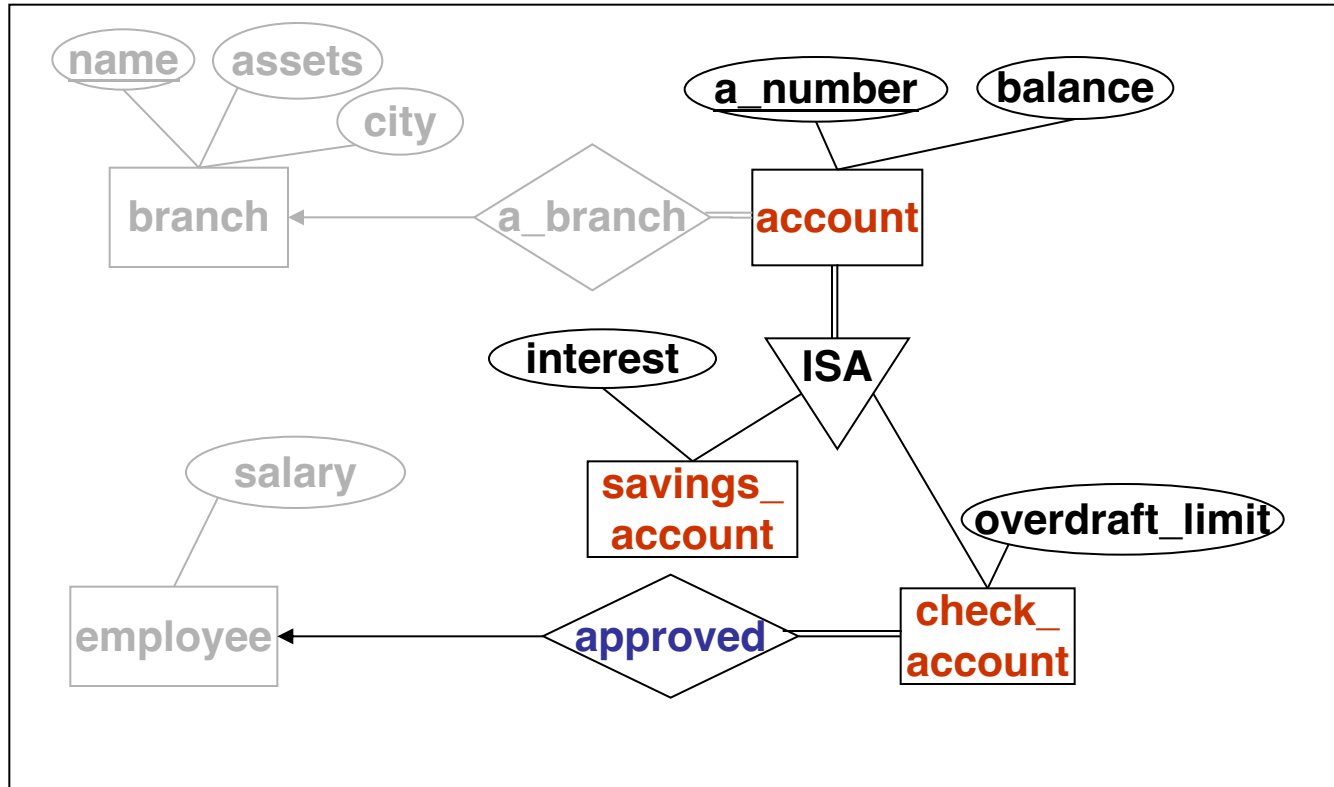 name
assets
city
a_number
balance
branch
a_branch
account
interest
ISA
salary
savings_
account
overdraft_limit
employee
approved
check_
account